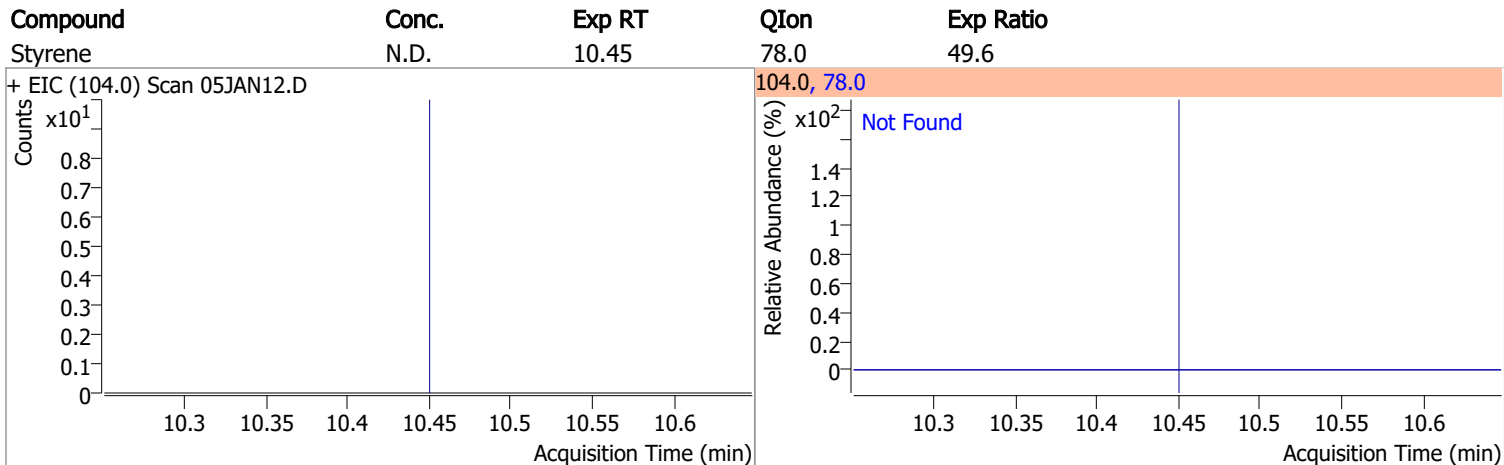 Compound Conc. Exp RT QIon Exp Ratio
Styrene N.D. 10.45 78.0 49.6
+ EIC (104.0) Scan 05JAN12.D
Counts
x10^1
0.8
0.7
0.6
0.5
0.4
0.3
0.2
0.1
0
10.3 10.35 10.4 10.45 10.5 10.55 10.6
Acquisition Time (min)
104.0, 78.0
Relative Abundance (%)
x10^2
Not Found
1.4
1.2
1
0.8
0.6
0.4
0.2
0
10.3 10.35 10.4 10.45 10.5 10.55 10.6
Acquisition Time (min)